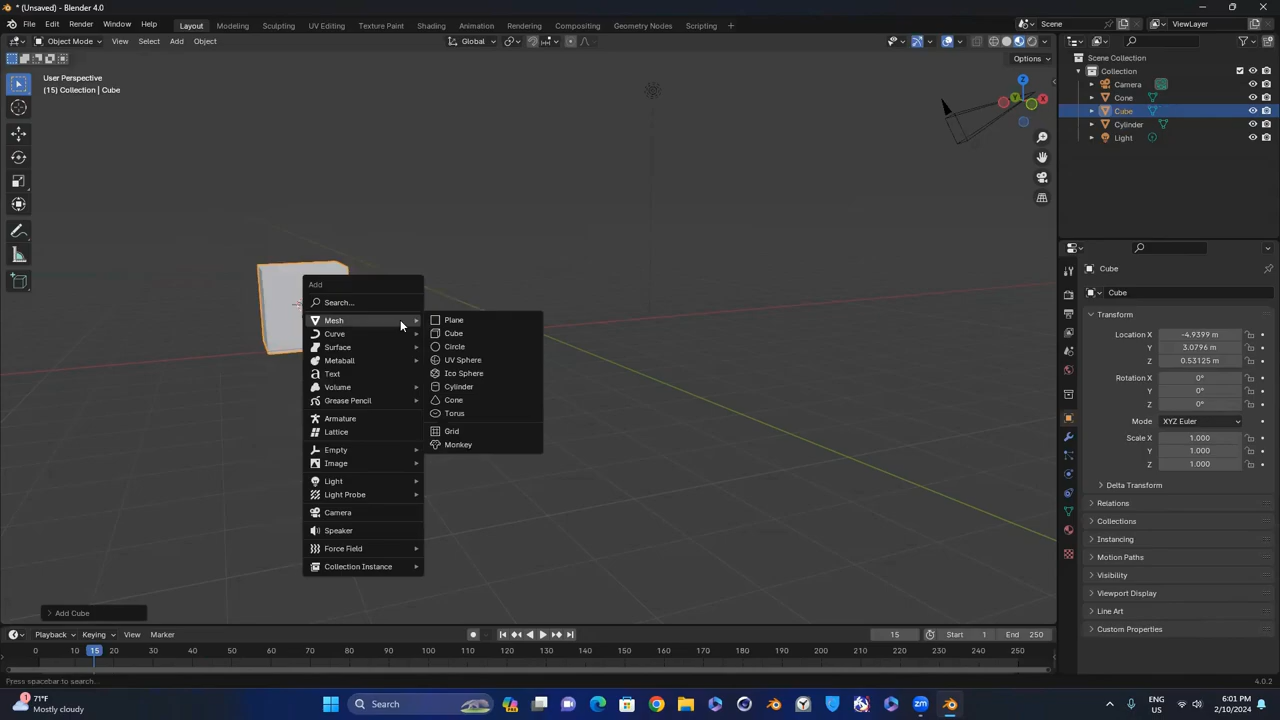 * (Unsaved) - Blender 4.0
File Edit Render Window Help Layout Modeling Sculpting UV Editing Texture Paint Shading Animation Rendering Compositing Geometry Nodes Scripting + Scene ViewLayer
Object Mode View Select Add Object Global
Options
User Perspective
(15) Collection | Cube
Scene Collection
Collection
Camera
Cone
Cube
Cylinder
Light
Add
Search...
Mesh
Curve
Surface
Metaball
Text
Volume
Grease Pencil
Armature
Lattice
Empty
Image
Light
Light Probe
Camera
Speaker
Force Field
Collection Instance
Plane
Cube
Circle
UV Sphere
Ico Sphere
Cylinder
Cone
Torus
Grid
Monkey
Cube
Cube
Transform
Location X -4.9399 m
Y 3.0796 m
Z 0.53125 m
Rotation X 0°
Y 0°
Z 0°
Mode XYZ Euler
Scale X 1.000
Y 1.000
Z 1.000
Delta Transform
Relations
Collections
Instancing
Motion Paths
Visibility
Viewport Display
Line Art
Custom Properties
Add Cube
Playback Keying View Marker 15 Start 1 End 250
0 10 15 20 30 40 50 60 70 80 90 100 110 120 130 140 150 160 170 180 190 200 210 220 230 240 250
Press spacebar to search... 4.0.2
1 71°F
Mostly cloudy
Search
zm
ENG
US
6:01 PM
2/10/2024